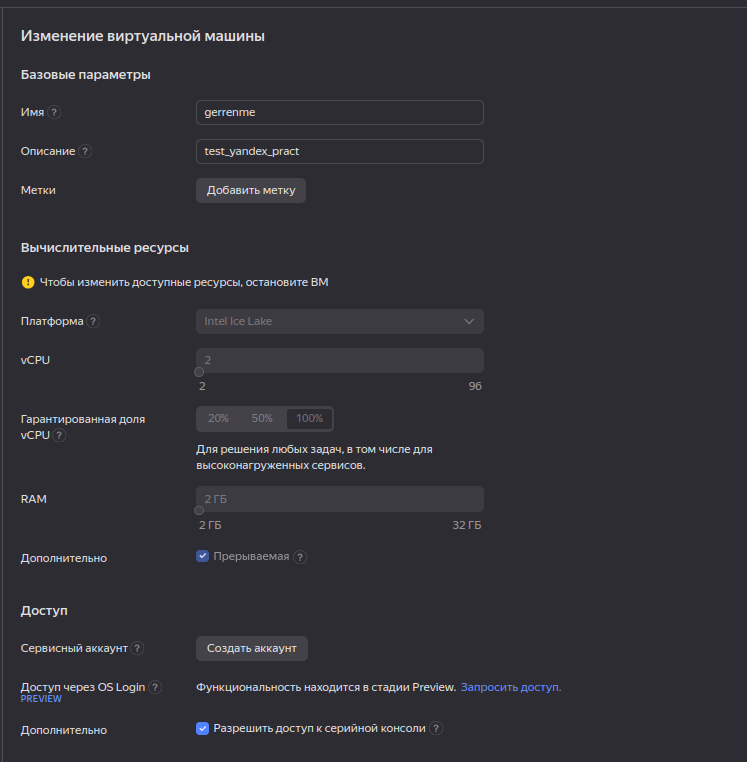 Изменение виртуальной машины
Базовые параметры
Имя ?
gerrenme
Описание ?
test_yandex_pract
Метки
Добавить метку
Вычислительные ресурсы
! Чтобы изменить доступные ресурсы, остановите ВМ
Платформа ?
Intel Ice Lake
vCPU
2
2 96
Гарантированная доля
vCPU ?
20% 50% 100%
Для решения любых задач, в том числе для
высоконагруженных сервисов.
RAM
2 ГБ
2 ГБ 32 ГБ
Дополнительно
Прерываемая ?
Доступ
Сервисный аккаунт ?
Создать аккаунт
Доступ через OS Login ?
PREVIEW
Функциональность находится в стадии Preview. Запросить доступ.
Дополнительно
Разрешить доступ к серийной консоли ?